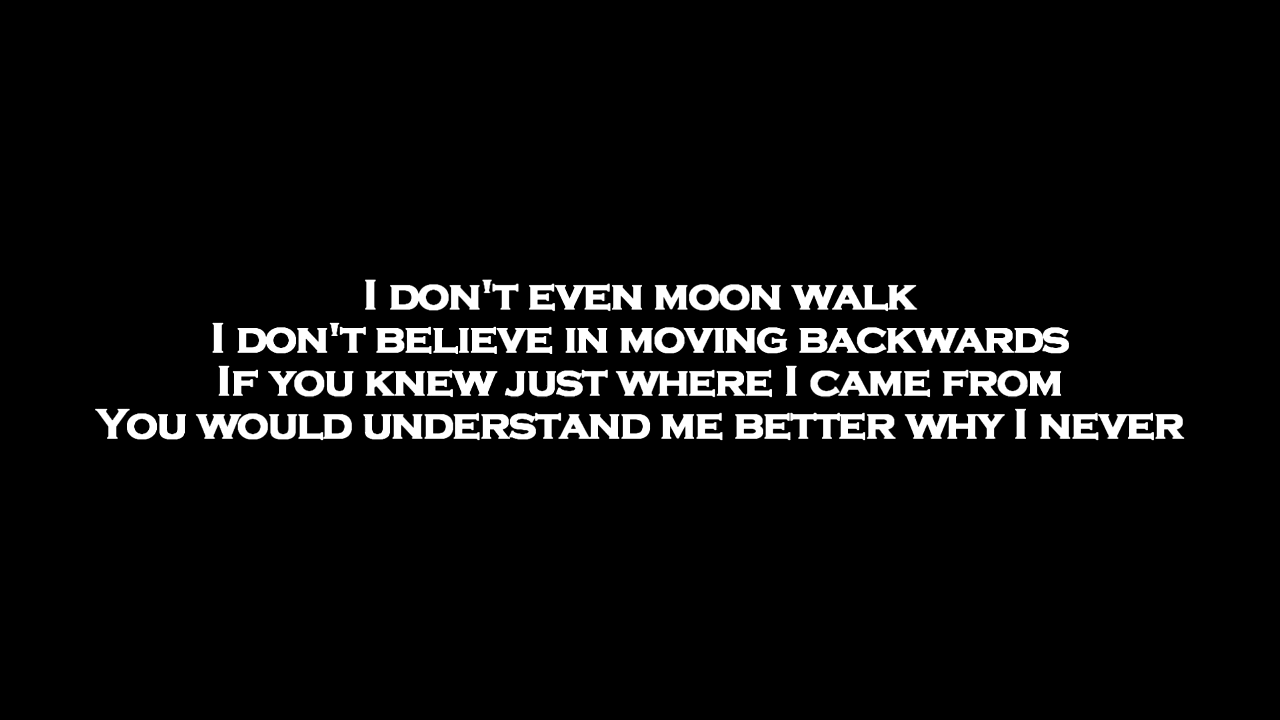 I don't even moon walk
I don't believe in moving backwards
If you knew just where I came from
You would understand me better why I never